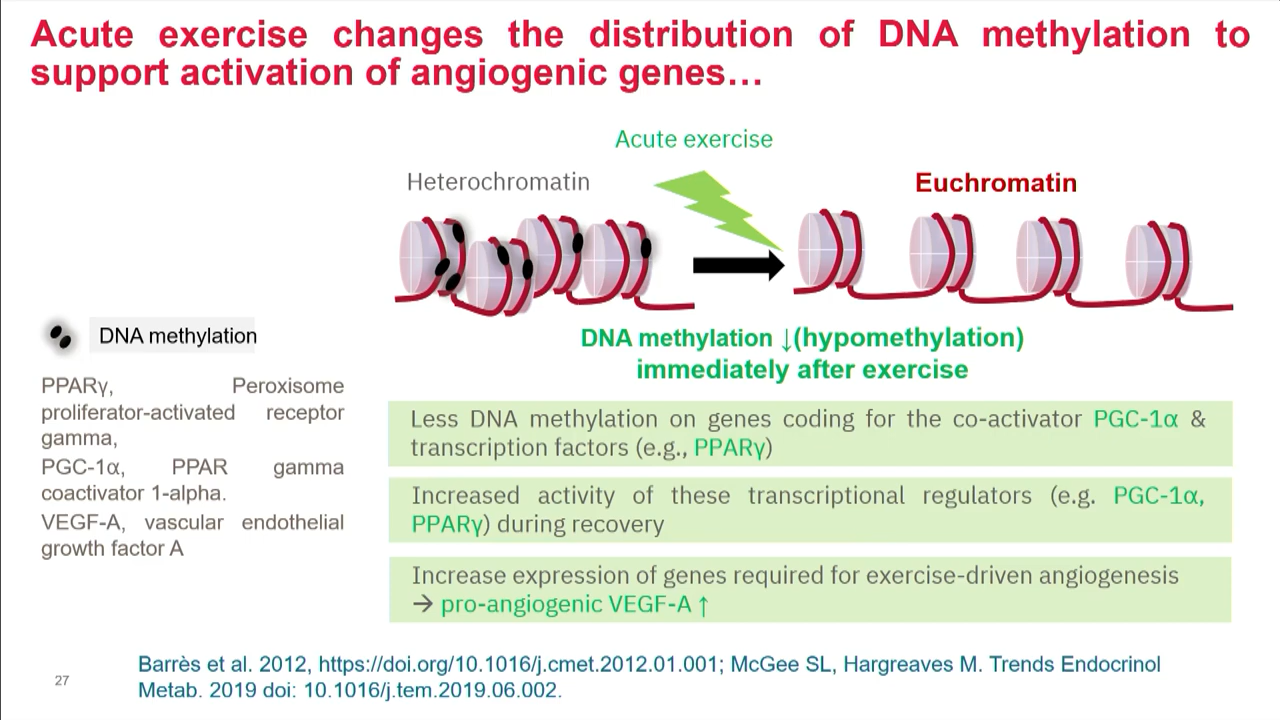 Acute exercise changes the distribution of DNA methylation to
support activation of angiogenic genes…
Acute exercise
Heterochromatin
Euchromatin
DNA methylation ↓(hypomethylation)
immediately after exercise
DNA methylation
PPARγ, Peroxisome
proliferator-activated receptor
gamma,
PGC-1α, PPAR gamma
coactivator 1-alpha.
VEGF-A, vascular endothelial
growth factor A
Less DNA methylation on genes coding for the co-activator PGC-1α &
transcription factors (e.g., PPARγ)
Increased activity of these transcriptional regulators (e.g. PGC-1α,
PPARγ) during recovery
Increase expression of genes required for exercise-driven angiogenesis
→ pro-angiogenic VEGF-A ↑
Barrès et al. 2012, https://doi.org/10.1016/j.cmet.2012.01.001; McGee SL, Hargreaves M. Trends Endocrinol
Metab. 2019 doi: 10.1016/j.tem.2019.06.002.
27